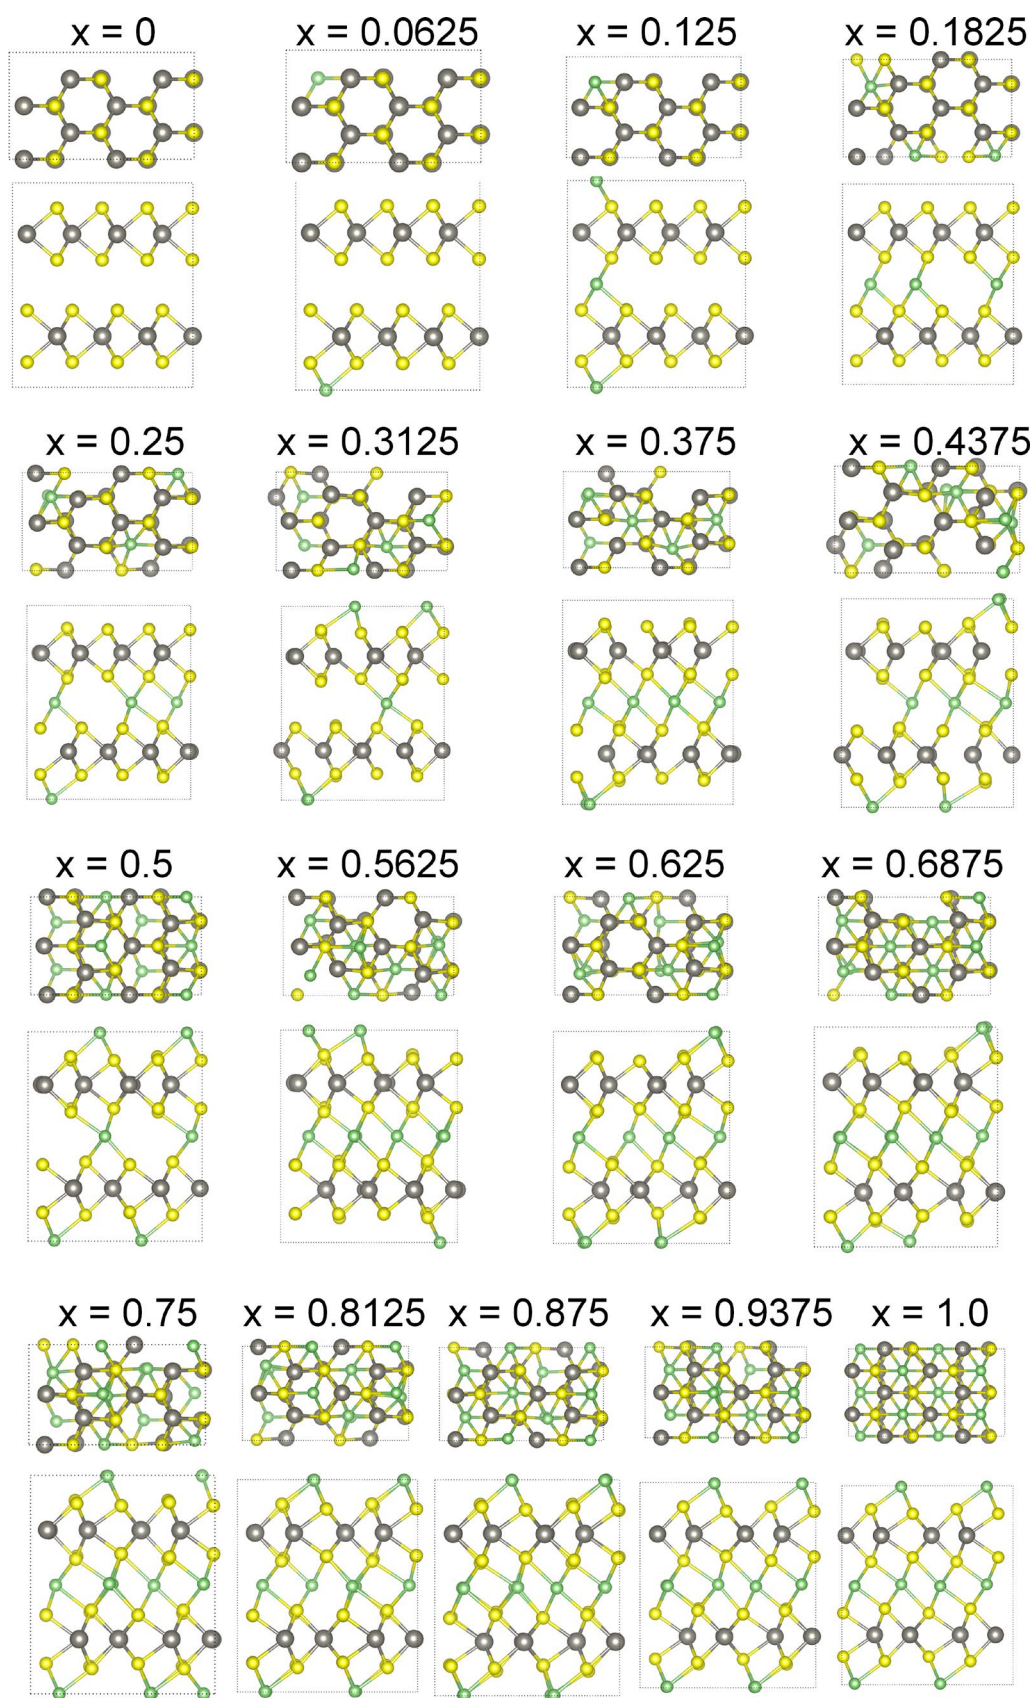 x = 0 x = 0.0625 x = 0.125 x = 0.1825
x = 0.25 x = 0.3125 x = 0.375 x = 0.4375
x = 0.5 x = 0.5625 x = 0.625 x = 0.6875
x = 0.75 x = 0.8125 x = 0.875 x = 0.9375 x = 1.0